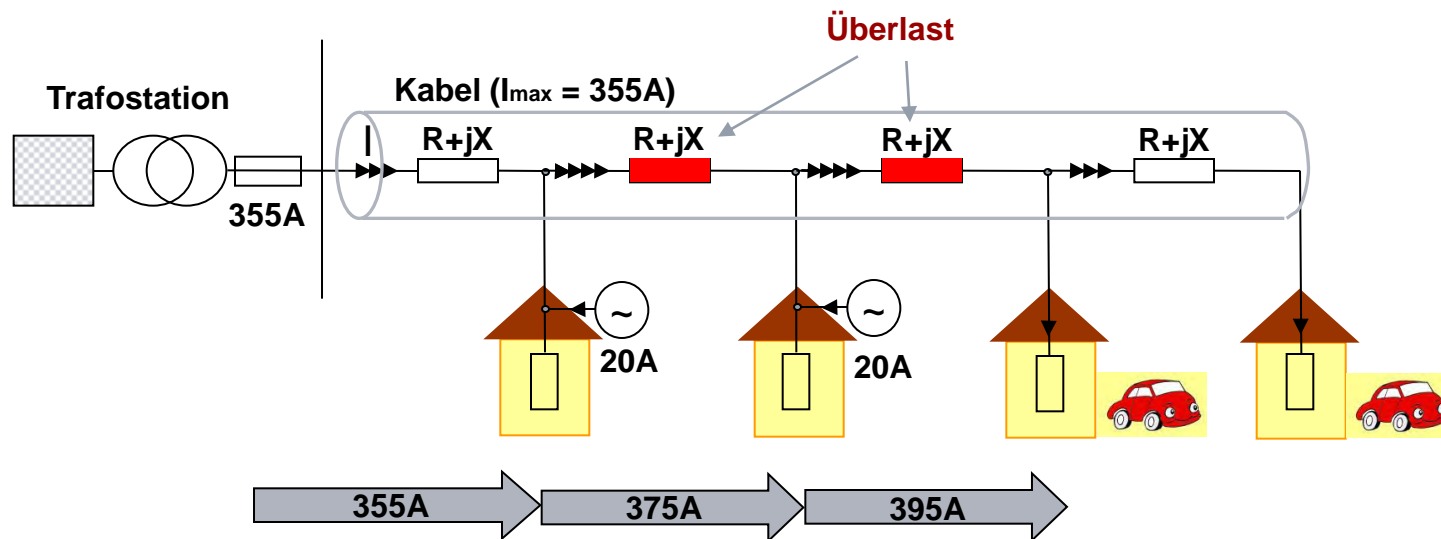 Überlast
Kabel (Imax = 355A)
Trafostation
I
R+jX
R+jX
R+jX
R+jX
355A
~
20A
~
20A
355A
375A
395A